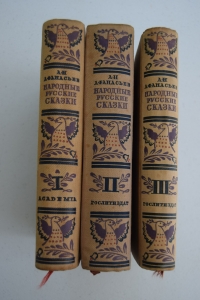 А.Н
АФАНАСЬЕВ
НАРОДНЫЕ
РУССКИЕ
СКАЗКИ
I
А.Н
АФАНАСЬЕВ
НАРОДНЫЕ
РУССКИЕ
СКАЗКИ
II
ГОСЛИТИЗДАТ
А.Н
АФАНАСЬЕВ
НАРОДНЫЕ
РУССКИЕ
СКАЗКИ
III
ГОСЛИТИЗДАТ